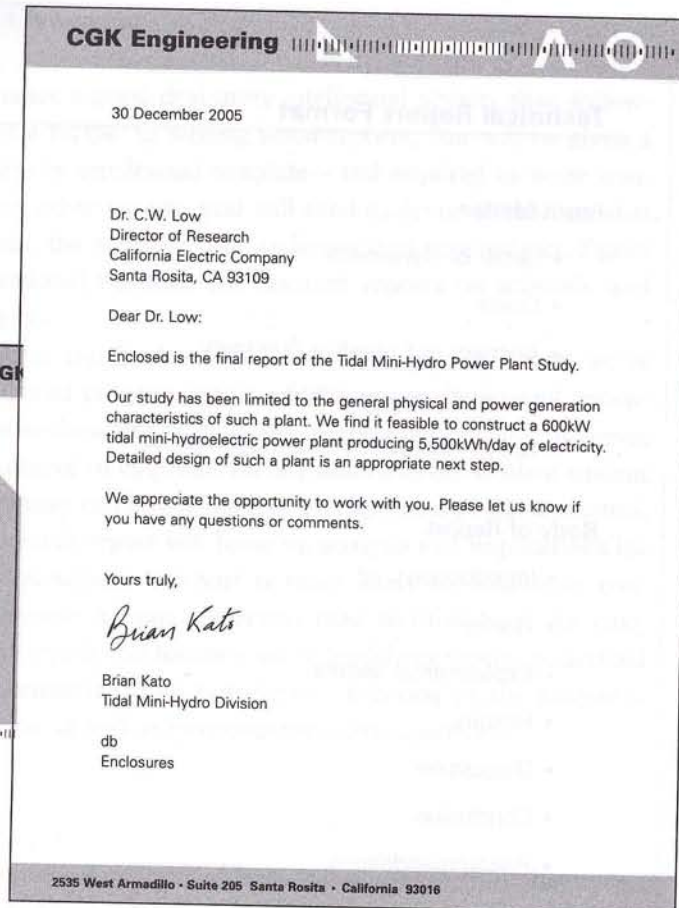 CGK Engineering
30 December 2005
Dr. C.W. Low
Director of Research
California Electric Company
Santa Rosita, CA 93109
Dear Dr. Low:
Enclosed is the final report of the Tidal Mini-Hydro Power Plant Study.
Our study has been limited to the general physical and power generation
characteristics of such a plant. We find it feasible to construct a 600kW
tidal mini-hydroelectric power plant producing 5,500kWh/day of electricity.
Detailed design of such a plant is an appropriate next step.
We appreciate the opportunity to work with you. Please let us know if
you have any questions or comments.
Yours truly,
Brian Kato
Brian Kato
Tidal Mini-Hydro Division
db
Enclosures
2535 West Armadillo • Suite 205 Santa Rosita • California 93016